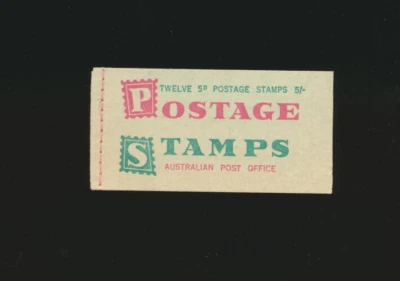 TWELVE 5D POSTAGE STAMPS 5/-
POSTAGE
STAMPS
AUSTRALIAN POST OFFICE